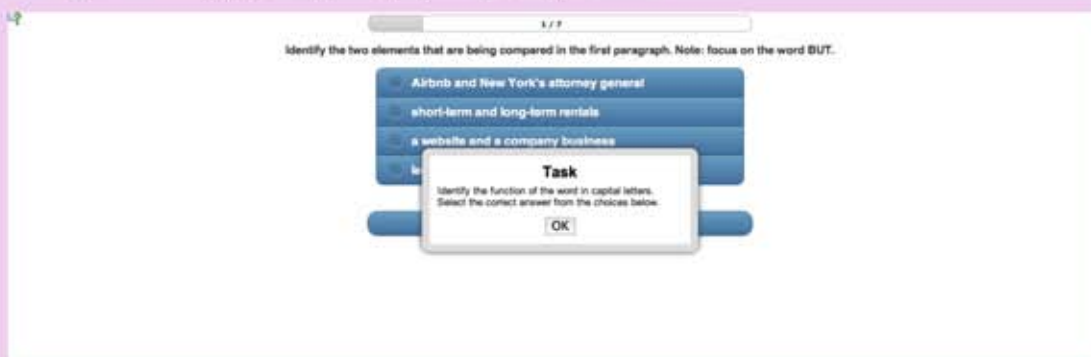 1 / 7
Identify the two elements that are being compared in the first paragraph. Note: focus on the word BUT.
Airbnb and New York's attorney general
short-term and long-term rentals
a website and a company business
le
Task
Identify the function of the word in capital letters.
Select the correct answer from the choices below.
OK